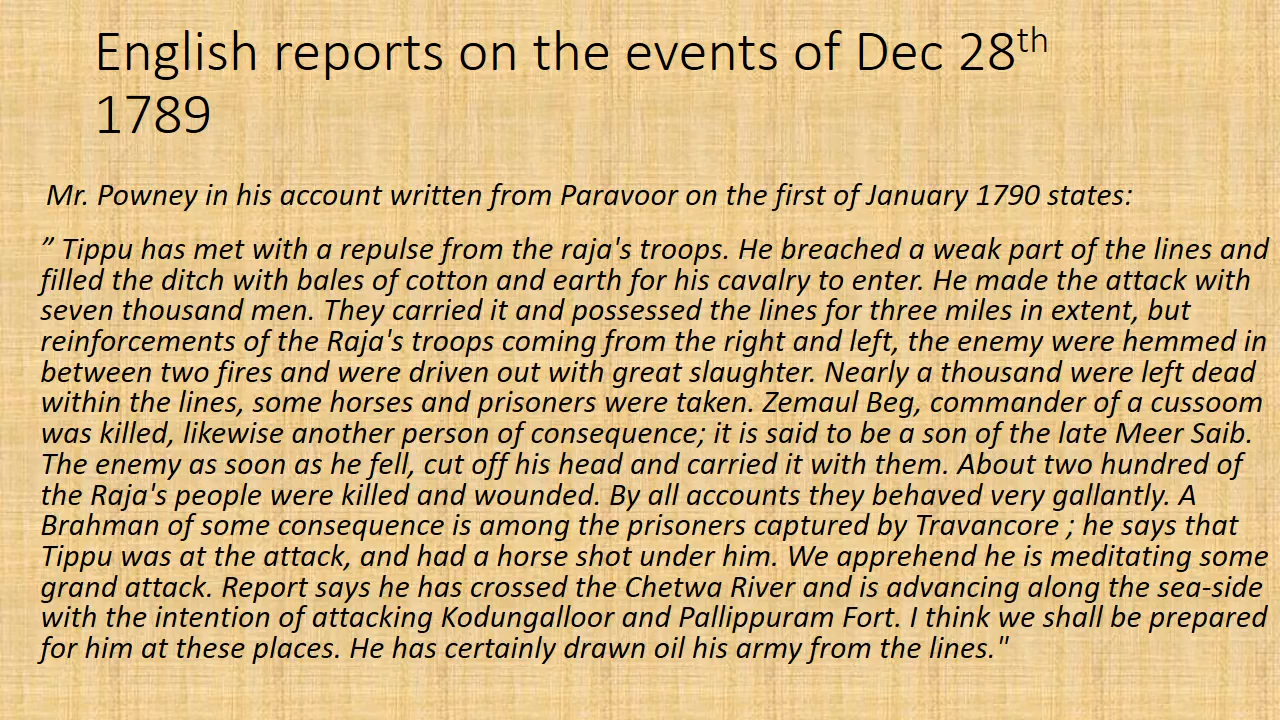 English reports on the events of Dec 28th
1789
Mr. Powney in his account written from Paravoor on the first of January 1790 states:
” Tippu has met with a repulse from the raja's troops. He breached a weak part of the lines and
filled the ditch with bales of cotton and earth for his cavalry to enter. He made the attack with
seven thousand men. They carried it and possessed the lines for three miles in extent, but
reinforcements of the Raja's troops coming from the right and left, the enemy were hemmed in
between two fires and were driven out with great slaughter. Nearly a thousand were left dead
within the lines, some horses and prisoners were taken. Zemaul Beg, commander of a cussoom
was killed, likewise another person of consequence; it is said to be a son of the late Meer Saib.
The enemy as soon as he fell, cut off his head and carried it with them. About two hundred of
the Raja's people were killed and wounded. By all accounts they behaved very gallantly. A
Brahman of some consequence is among the prisoners captured by Travancore ; he says that
Tippu was at the attack, and had a horse shot under him. We apprehend he is meditating some
grand attack. Report says he has crossed the Chetwa River and is advancing along the sea-side
with the intention of attacking Kodungalloor and Pallippuram Fort. I think we shall be prepared
for him at these places. He has certainly drawn oil his army from the lines."